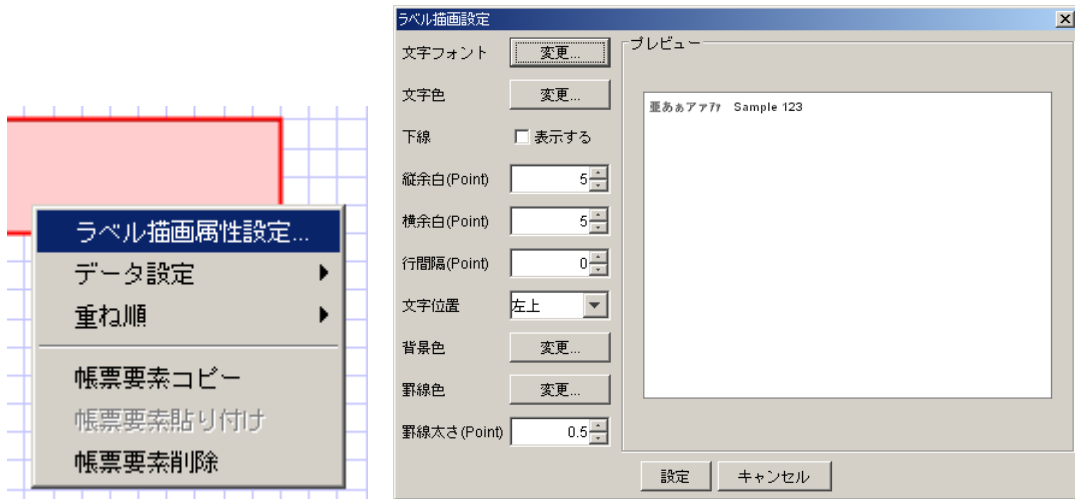 ラベル描画属性設定...
データ設定
重ね順
帳票要素コピー
帳票要素貼り付け
帳票要素削除
ラベル描画設定
文字フォント 変更...
文字色 変更...
下線 表示する
縦余白(Point) 5
横余白(Point) 5
行間隔(Point) 0
文字位置 左上
背景色 変更...
罫線色 変更...
罫線太さ(Point) 0.5
プレビュー
亜あぁアァｱｧ Sample 123
設定 キャンセル